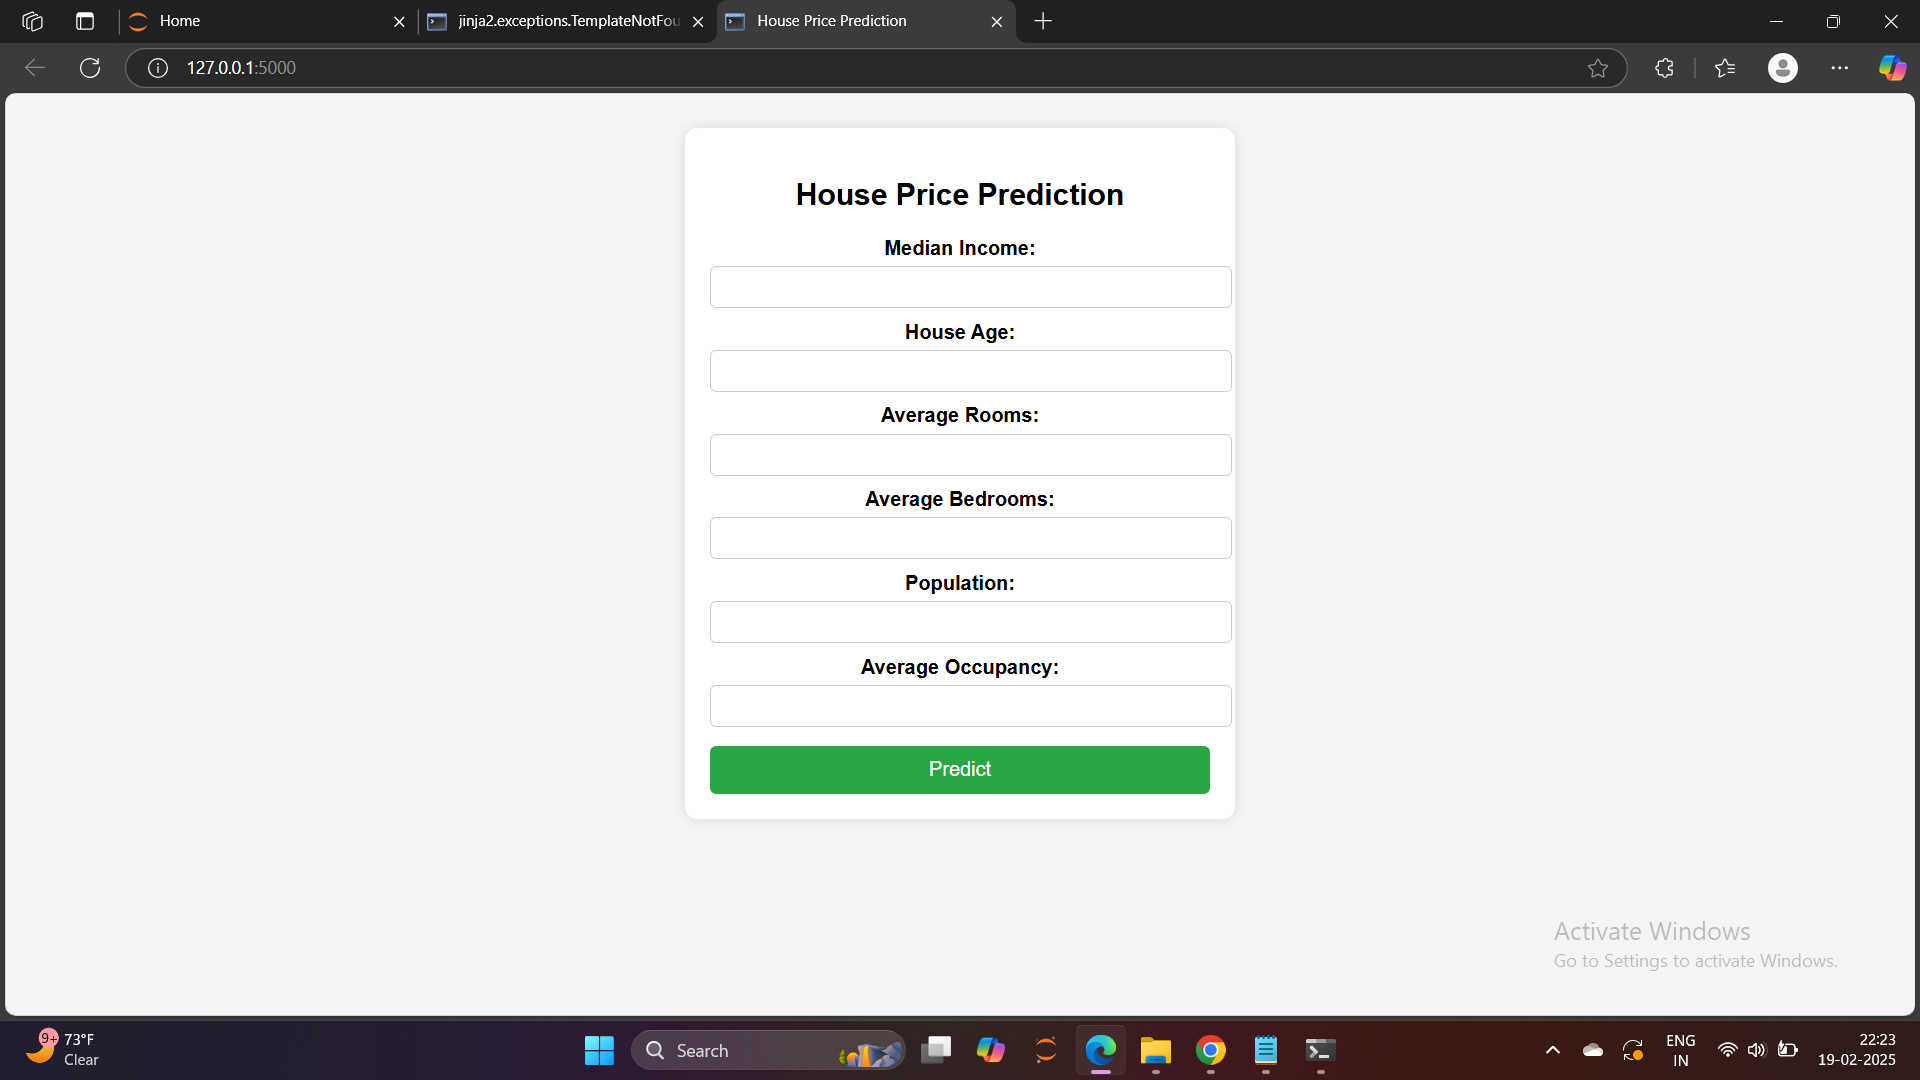 Home
jinja2.exceptions.TemplateNotFou
House Price Prediction
127.0.0.1:5000
House Price Prediction
Median Income:
House Age:
Average Rooms:
Average Bedrooms:
Population:
Average Occupancy:
Predict
Activate Windows
Go to Settings to activate Windows.
9+
73°F
Clear
Search
ENG
IN
22:23
19-02-2025